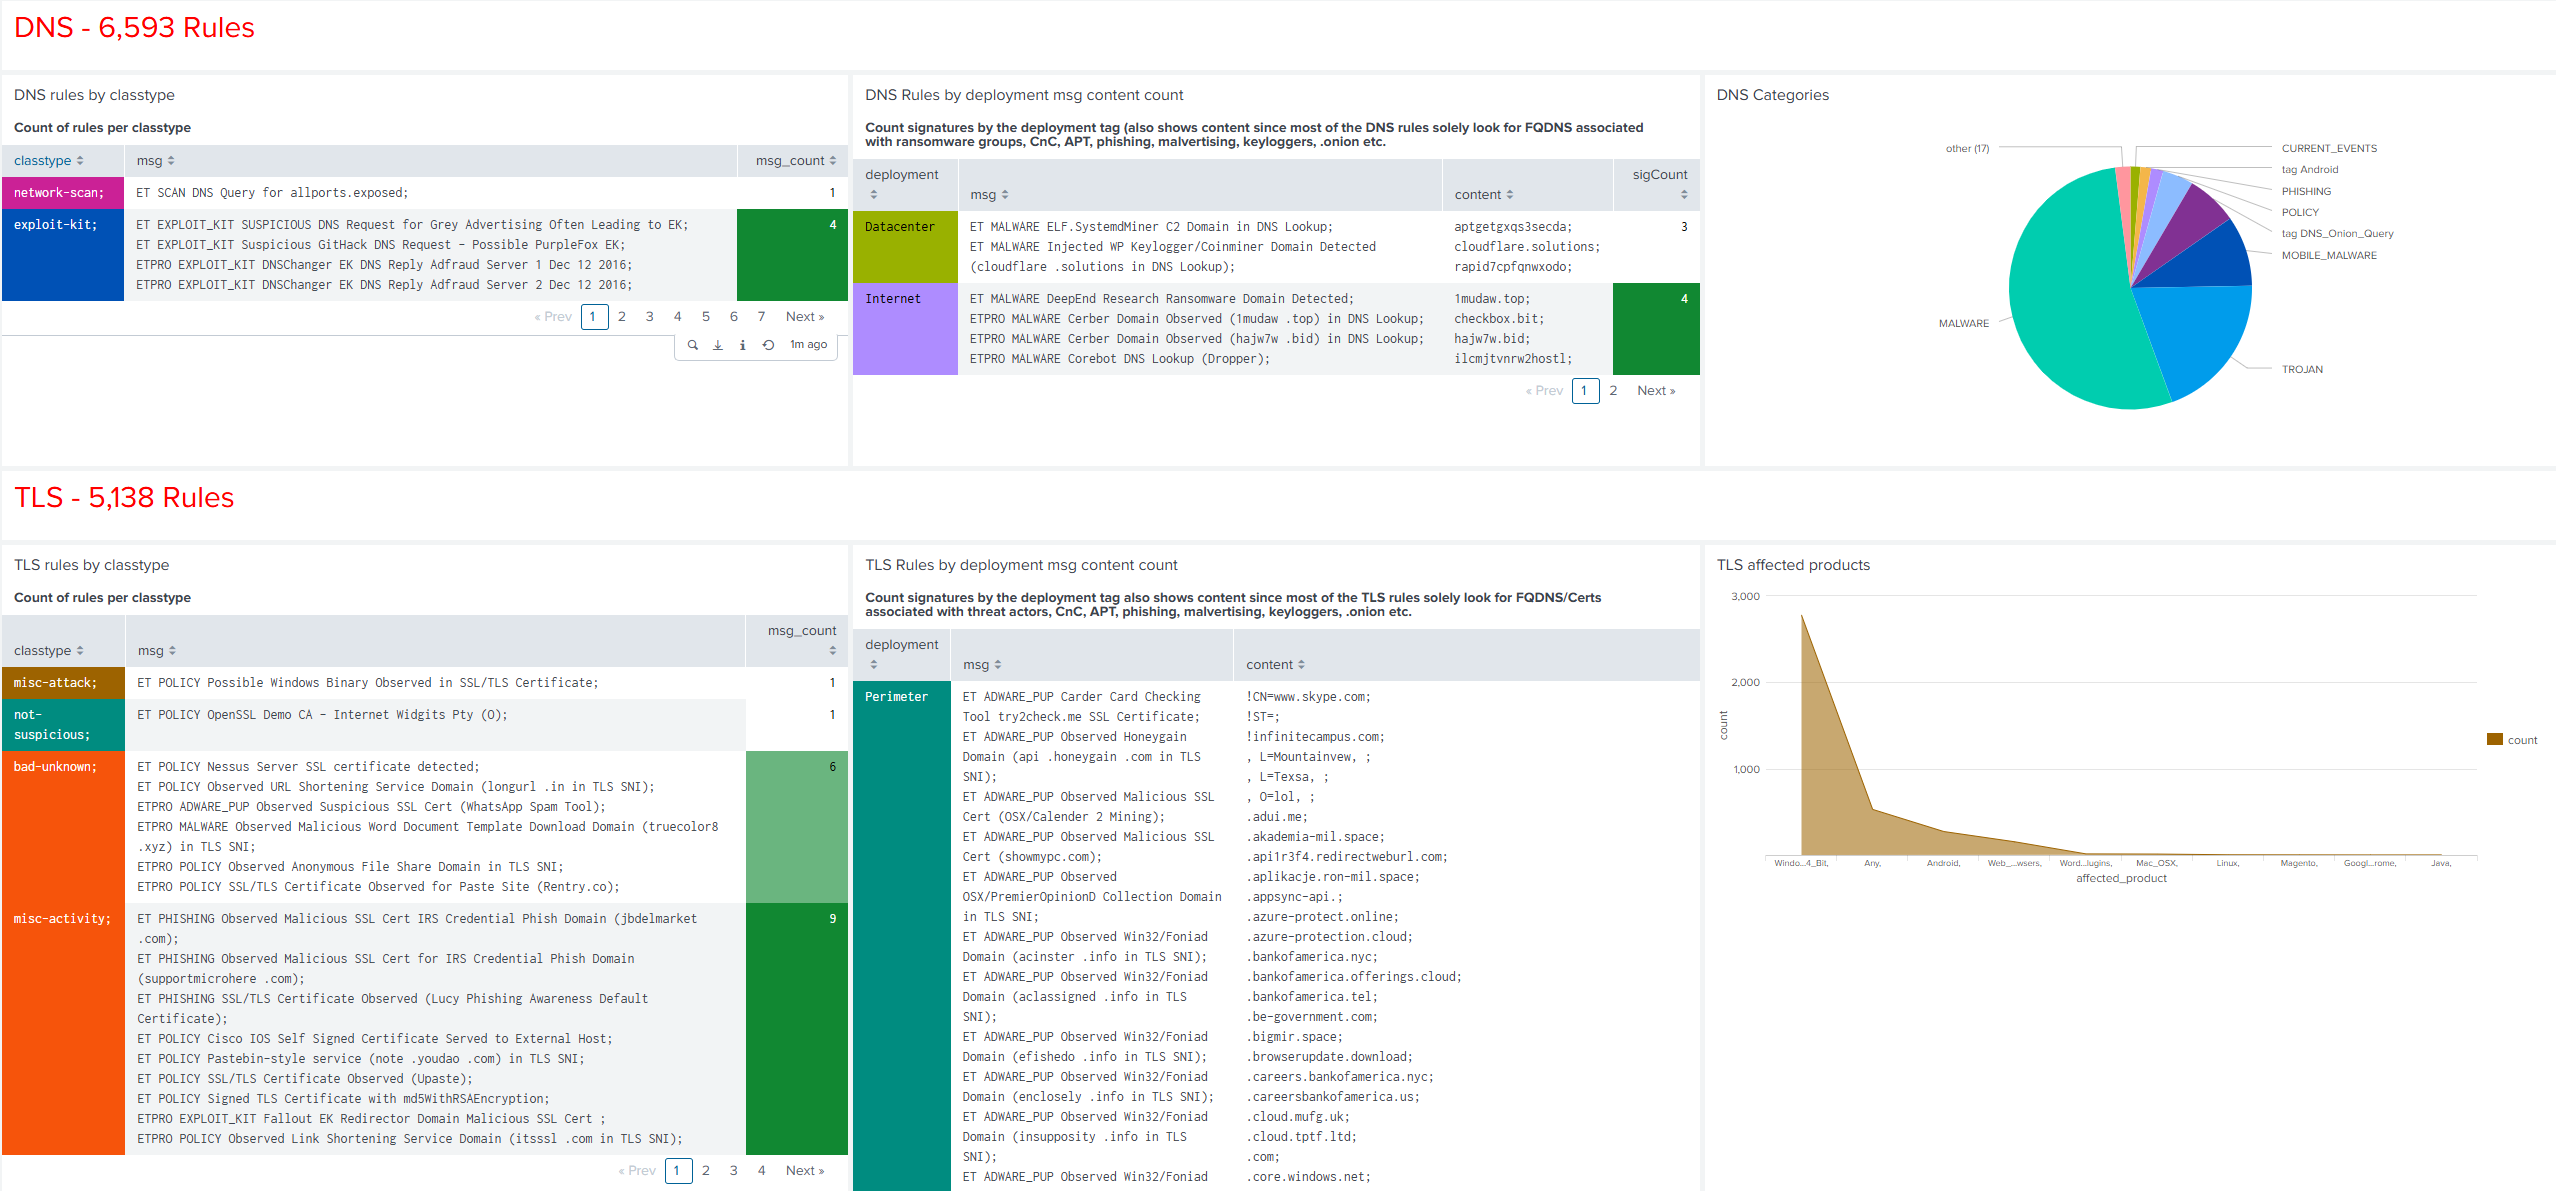 DNS - 6,593 Rules
DNS rules by classtype
Count of rules per classtype
classtype
msg
msg_count
network-scan;
ET SCAN DNS Query for allports.exposed;
1
exploit-kit;
ET EXPLOIT_KIT SUSPICIOUS DNS Request for Grey Advertising Often Leading to EK;
ET EXPLOIT_KIT Suspicious GitHack DNS Request - Possible PurpleFox EK;
ETPRO EXPLOIT_KIT DNSChanger EK DNS Reply Adfraud Server 1 Dec 12 2016;
ETPRO EXPLOIT_KIT DNSChanger EK DNS Reply Adfraud Server 2 Dec 12 2016;
4
« Prev 1 2 3 4 5 6 7 Next »
1m ago
DNS Rules by deployment msg content count
Count signatures by the deployment tag (also shows content since most of the DNS rules solely look for FQDNS associated
with ransomware groups, CnC, APT, phishing, malvertising, keyloggers, .onion etc.
deployment
msg
content
sigCount
Datacenter
ET MALWARE ELF.SystemdMiner C2 Domain in DNS Lookup;
ET MALWARE Injected WP Keylogger/Coinminer Domain Detected
(cloudflare .solutions in DNS Lookup);
aptgetgxqs3secda;
cloudflare.solutions;
rapid7cpfqnwxodo;
3
Internet
ET MALWARE DeepEnd Research Ransomware Domain Detected;
ETPRO MALWARE Cerber Domain Observed (1mudaw .top) in DNS Lookup;
ETPRO MALWARE Cerber Domain Observed (hajw7w .bid) in DNS Lookup;
ETPRO MALWARE Corebot DNS Lookup (Dropper);
1mudaw.top;
checkbox.bit;
hajw7w.bid;
ilcmjtvnrw2hostl;
4
« Prev 1 2 Next »
DNS Categories
other (17)
MALWARE
CURRENT_EVENTS
tag Android
PHISHING
POLICY
tag DNS_Onion_Query
MOBILE_MALWARE
TROJAN
TLS - 5,138 Rules
TLS rules by classtype
Count of rules per classtype
classtype
msg
msg_count
misc-attack;
ET POLICY Possible Windows Binary Observed in SSL/TLS Certificate;
1
not-
suspicious;
ET POLICY OpenSSL Demo CA - Internet Widgits Pty (O);
1
bad-unknown;
ET POLICY Nessus Server SSL certificate detected;
ET POLICY Observed URL Shortening Service Domain (longurl .in in TLS SNI);
ETPRO ADWARE_PUP Observed Suspicious SSL Cert (WhatsApp Spam Tool);
ETPRO MALWARE Observed Malicious Word Document Template Download Domain (truecolor8
.xyz) in TLS SNI;
ETPRO POLICY Observed Anonymous File Share Domain in TLS SNI;
ETPRO POLICY SSL/TLS Certificate Observed for Paste Site (Rentry.co);
6
misc-activity;
ET PHISHING Observed Malicious SSL Cert IRS Credential Phish Domain (jbdelmarket
.com);
ET PHISHING Observed Malicious SSL Cert for IRS Credential Phish Domain
(supportmicrohere .com);
ET PHISHING SSL/TLS Certificate Observed (Lucy Phishing Awareness Default
Certificate);
ET POLICY Cisco IOS Self Signed Certificate Served to External Host;
ET POLICY Pastebin-style service (note .youdao .com) in TLS SNI;
ET POLICY SSL/TLS Certificate Observed (Upaste);
ET POLICY Signed TLS Certificate with md5WithRSAEncryption;
ETPRO EXPLOIT_KIT Fallout EK Redirector Domain Malicious SSL Cert ;
ETPRO POLICY Observed Link Shortening Service Domain (itsssl .com in TLS SNI);
9
« Prev 1 2 3 4 Next »
TLS Rules by deployment msg content count
Count signatures by the deployment tag also shows content since most of the TLS rules solely look for FQDNS/Certs
associated with threat actors, CnC, APT, phishing, malvertising, keyloggers, .onion etc.
deployment
msg
content
Perimeter
ET ADWARE_PUP Carder Card Checking
Tool try2check.me SSL Certificate;
ET ADWARE_PUP Observed Honeygain
Domain (api .honeygain .com in TLS
SNI);
ET ADWARE_PUP Observed Malicious SSL
Cert (OSX/Calender 2 Mining);
ET ADWARE_PUP Observed Malicious SSL
Cert (showmypc.com);
ET ADWARE_PUP Observed
OSX/PremierOpinionD Collection Domain
in TLS SNI;
ET ADWARE_PUP Observed Win32/Foniad
Domain (acinster .info in TLS SNI);
ET ADWARE_PUP Observed Win32/Foniad
Domain (aclassigned .info in TLS
SNI);
ET ADWARE_PUP Observed Win32/Foniad
Domain (efishedo .info in TLS SNI);
ET ADWARE_PUP Observed Win32/Foniad
Domain (enclosely .info in TLS SNI);
ET ADWARE_PUP Observed Win32/Foniad
Domain (insupposity .info in TLS
SNI);
ET ADWARE_PUP Observed Win32/Foniad
!CN=www.skype.com;
!ST=;
!infinitecampus.com;
, L=Mountainvew, ;
, L=Texsa, ;
, O=lol, ;
.adui.me;
.akademia-mil.space;
.api1r3f4.redirectweburl.com;
.aplikacje.ron-mil.space;
.appsync-api.;
.azure-protect.online;
.azure-protection.cloud;
.bankofamerica.nyc;
.bankofamerica.offerings.cloud;
.bankofamerica.tel;
.be-government.com;
.bigmir.space;
.browserupdate.download;
.careers.bankofamerica.nyc;
.careersbankofamerica.us;
.cloud.mufg.uk;
.cloud.tptf.ltd;
.com;
.core.windows.net;
TLS affected products
3,000
2,000
1,000
count
Windo...4_Bit,
Any,
Android,
Web_...wsers,
Word...lugins,
Mac_OSX,
Linux,
Magento,
Googl...rome,
Java,
affected_product
count